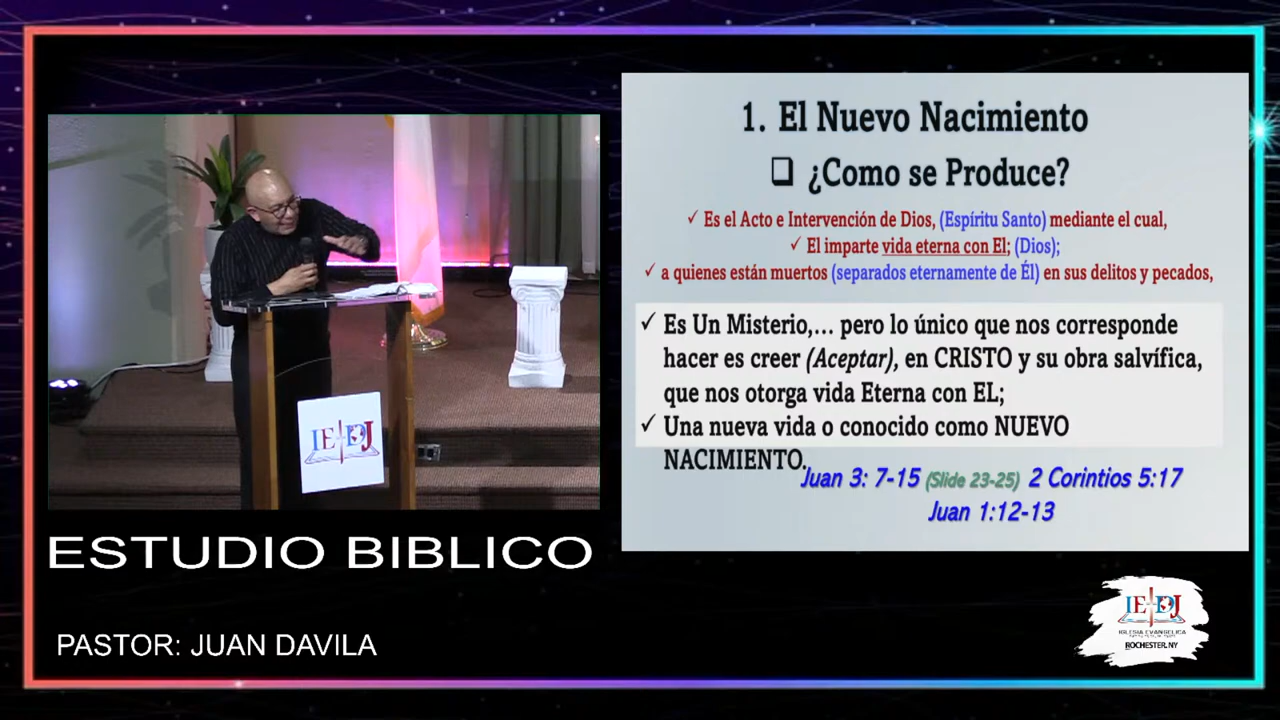 1. El Nuevo Nacimiento
❑ ¿Como se Produce?
✓ Es el Acto e Intervención de Dios, (Espíritu Santo) mediante el cual,
✓ El imparte vida eterna con El; (Dios);
✓ a quienes están muertos (separados eternamente de Él) en sus delitos y pecados,
✓ Es Un Misterio,... pero lo único que nos corresponde
hacer es creer (Aceptar), en CRISTO y su obra salvífica,
que nos otorga vida Eterna con EL;
✓ Una nueva vida o conocido como NUEVO
NACIMIENTO.
Juan 3: 7-15 (Slide 23-25) 2 Corintios 5:17
Juan 1:12-13
IE DJ
ESTUDIO BIBLICO
PASTOR: JUAN DAVILA
IE DJ
IGLESIA EVANGELICA
ROCHESTER, NY